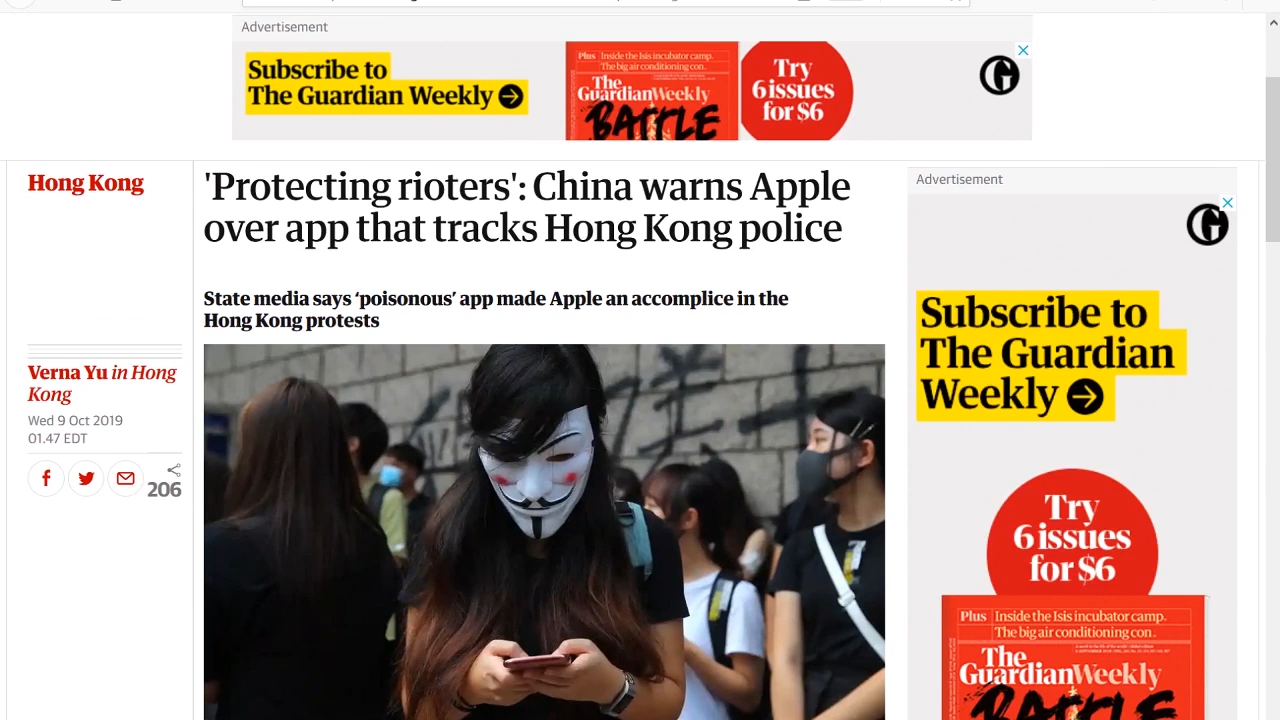 Advertisement
Subscribe to
The Guardian Weekly
Plus Inside the Isis incubator camp.
The big air conditioning con.
The
GuardianWeekly
BATTLE
Try
6 issues
for $6
Hong Kong
'Protecting rioters': China warns Apple
over app that tracks Hong Kong police
State media says ‘poisonous’ app made Apple an accomplice in the
Hong Kong protests
Verna Yu in Hong
Kong
Wed 9 Oct 2019
01.47 EDT
206
Advertisement
Subscribe to
The Guardian
Weekly
Try
6 issues
for $6
Plus Inside the Isis incubator camp.
The big air conditioning con.
The
GuardianWeekly
BATTLE